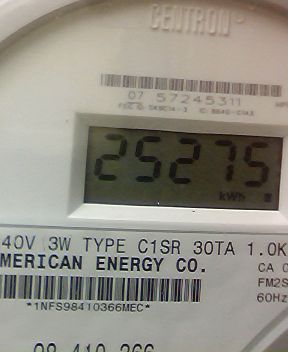 CENTRON®
07 57245311
25275
kWh
40V 3W TYPE C1SR 30TA 1.0K
MERICAN ENERGY CO.
CA 0
FM2S
60Hz
*1NFS98410366MEC*
98 410 366